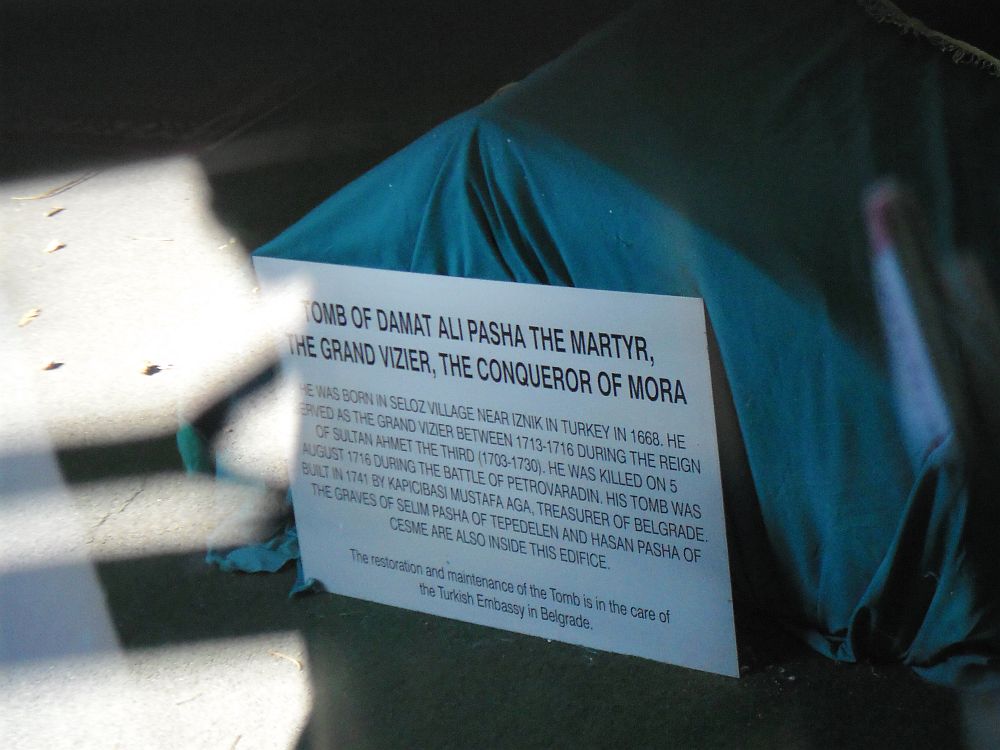 TOMB OF DAMAT ALI PASHA THE MARTYR,
THE GRAND VIZIER, THE CONQUEROR OF MORA
HE WAS BORN IN SELOZ VILLAGE NEAR IZNIK IN TURKEY IN 1668. HE
SERVED AS THE GRAND VIZIER BETWEEN 1713-1716 DURING THE REIGN
OF SULTAN AHMET THE THIRD (1703-1730). HE WAS KILLED ON 5
AUGUST 1716 DURING THE BATTLE OF PETROVARADIN. HIS TOMB WAS
BUILT IN 1741 BY KAPICIBASI MUSTAFA AGA, TREASURER OF BELGRADE.
THE GRAVES OF SELIM PASHA OF TEPEDELEN AND HASAN PASHA OF
CESME ARE ALSO INSIDE THIS EDIFICE.
The restoration and maintenance of the Tomb is in the care of
the Turkish Embassy in Belgrade.